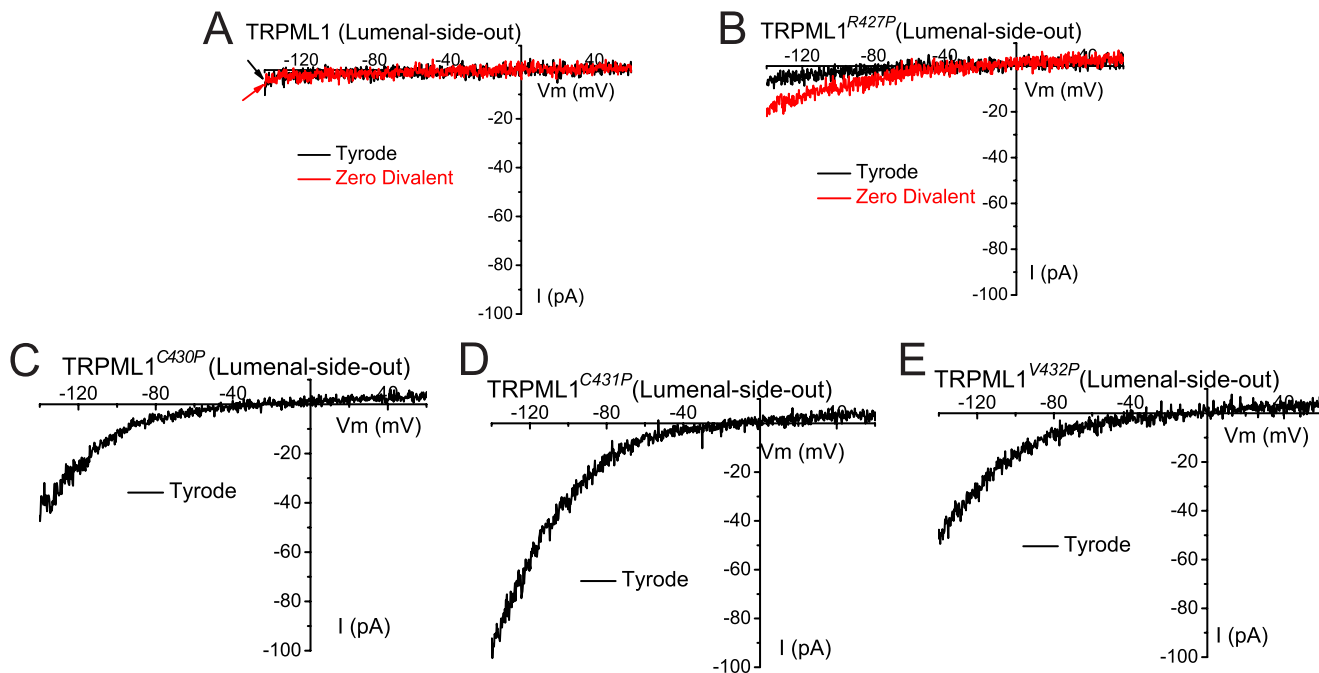 A
TRPML1 (Lumenal-side-out)
-120 -80 -40 40
Vm (mV)
-20
-40
-60
-80
-100
Tyrode
Zero Divalent
I (pA)
B
TRPML1R427P (Lumenal-side-out)
-120 -80 -40 40
Vm (mV)
-20
-40
-60
-80
-100
Tyrode
Zero Divalent
I (pA)
C
TRPML1C430P (Lumenal-side-out)
-120 -80 -40 40
Vm (mV)
-20
-40
-60
-80
-100
Tyrode
I (pA)
D
TRPML1C431P (Lumenal-side-out)
-120 -80 -40 40
Vm (mV)
-20
-40
-60
-80
-100
Tyrode
I (pA)
E
TRPML1V432P (Lumenal-side-out)
-120 -80 -40 40
Vm (mV)
-20
-40
-60
-80
-100
Tyrode
I (pA)